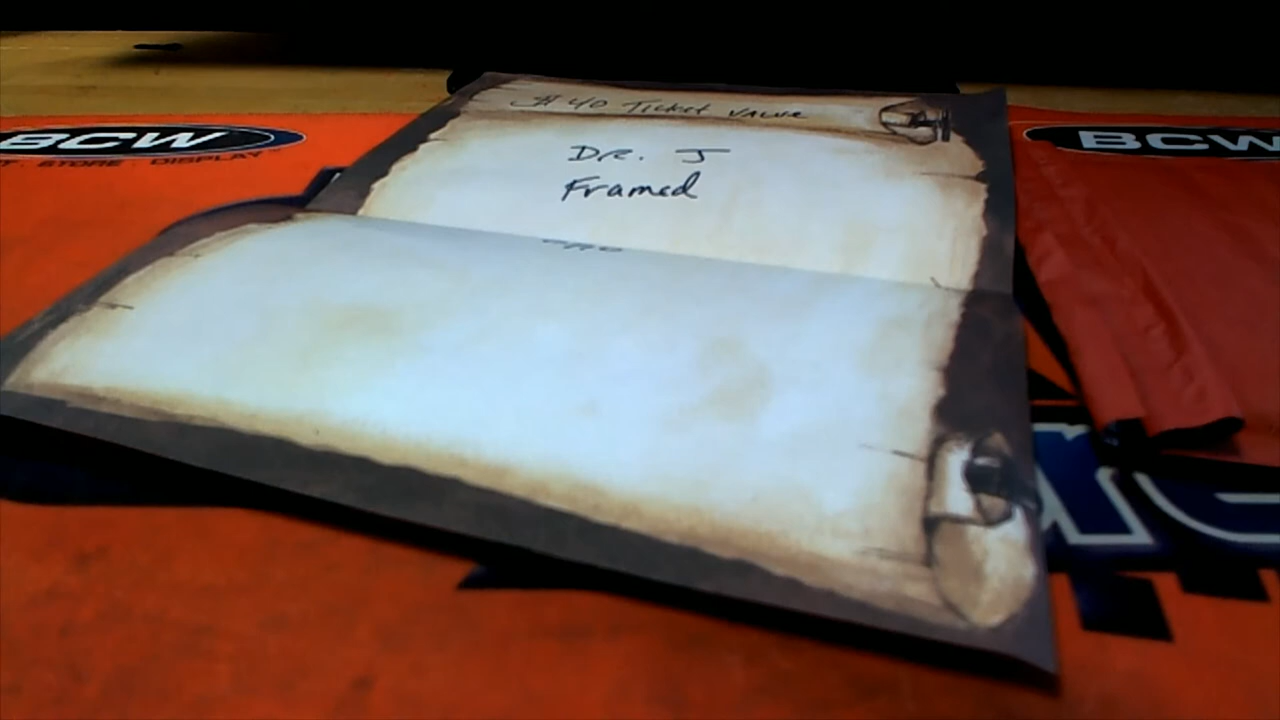 $40 Ticket value
DR. J
Framed
BCW
STORE · DISPLAY
BCW